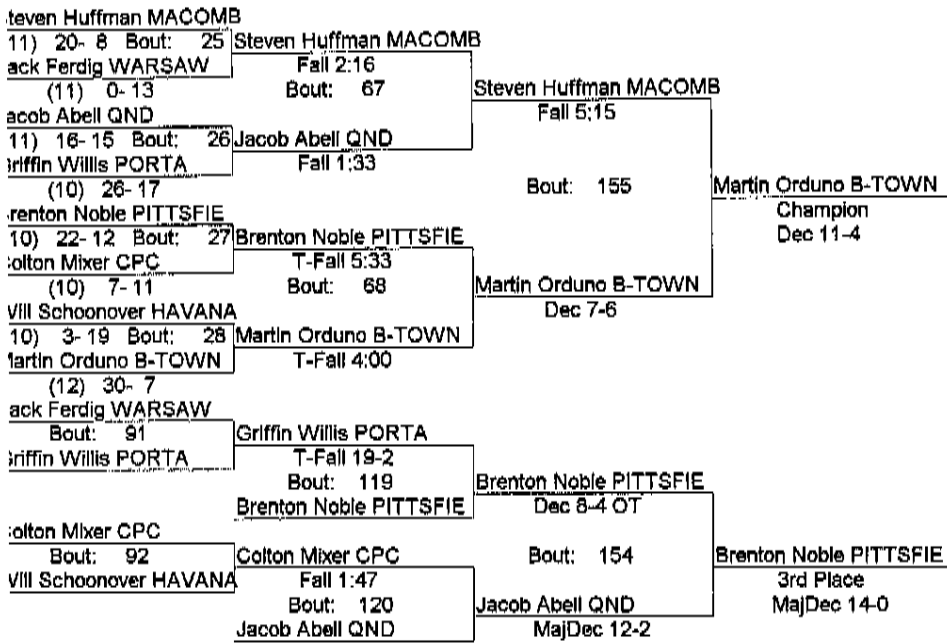 teven Huffman MACOMB
11) 20- 8 Bout: 25 Steven Huffman MACOMB
ack Ferdig WARSAW Fall 2:16
(11) 0- 13 Bout: 67 Steven Huffman MACOMB
acob Abell QND Fall 5:15
11) 16- 15 Bout: 26 Jacob Abell QND
Griffin Willis PORTA Fall 1:33
(10) 26- 17 Bout: 155 Martin Orduno B-TOWN
Brenton Noble PITTSFIE Champion
10) 22- 12 Bout: 27 Brenton Noble PITTSFIE Dec 11-4
Colton Mixer CPC T-Fall 5:33
(10) 7- 11 Bout: 68 Martin Orduno B-TOWN
Will Schoonover HAVANA Dec 7-6
10) 3- 19 Bout: 28 Martin Orduno B-TOWN
Martin Orduno B-TOWN T-Fall 4:00
(12) 30- 7
ack Ferdig WARSAW
Bout: 91 Griffin Willis PORTA
Griffin Willis PORTA T-Fall 19-2
Bout: 119 Brenton Noble PITTSFIE
Brenton Noble PITTSFIE Dec 8-4 OT
Colton Mixer CPC
Bout: 92 Colton Mixer CPC Bout: 154 Brenton Noble PITTSFIE
Will Schoonover HAVANA Fall 1:47 3rd Place
Bout: 120 Jacob Abell QND MajDec 14-0
Jacob Abell QND MajDec 12-2